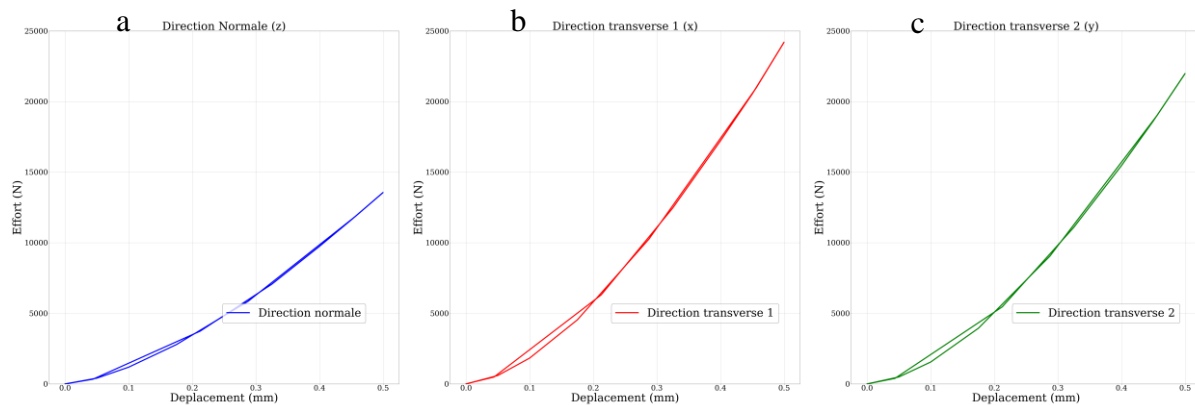 a
Direction Normale (z)
25000
20000
15000
10000
5000
0
Effort (N)
0.0 0.1 0.2 0.3 0.4 0.5
Deplacement (mm)
Direction normale
b
Direction transverse 1 (x)
25000
20000
15000
10000
5000
0
Effort (N)
0.0 0.1 0.2 0.3 0.4 0.5
Deplacement (mm)
Direction transverse 1
c
Direction transverse 2 (y)
25000
20000
15000
10000
5000
0
Effort (N)
0.0 0.1 0.2 0.3 0.4 0.5
Deplacement (mm)
Direction transverse 2